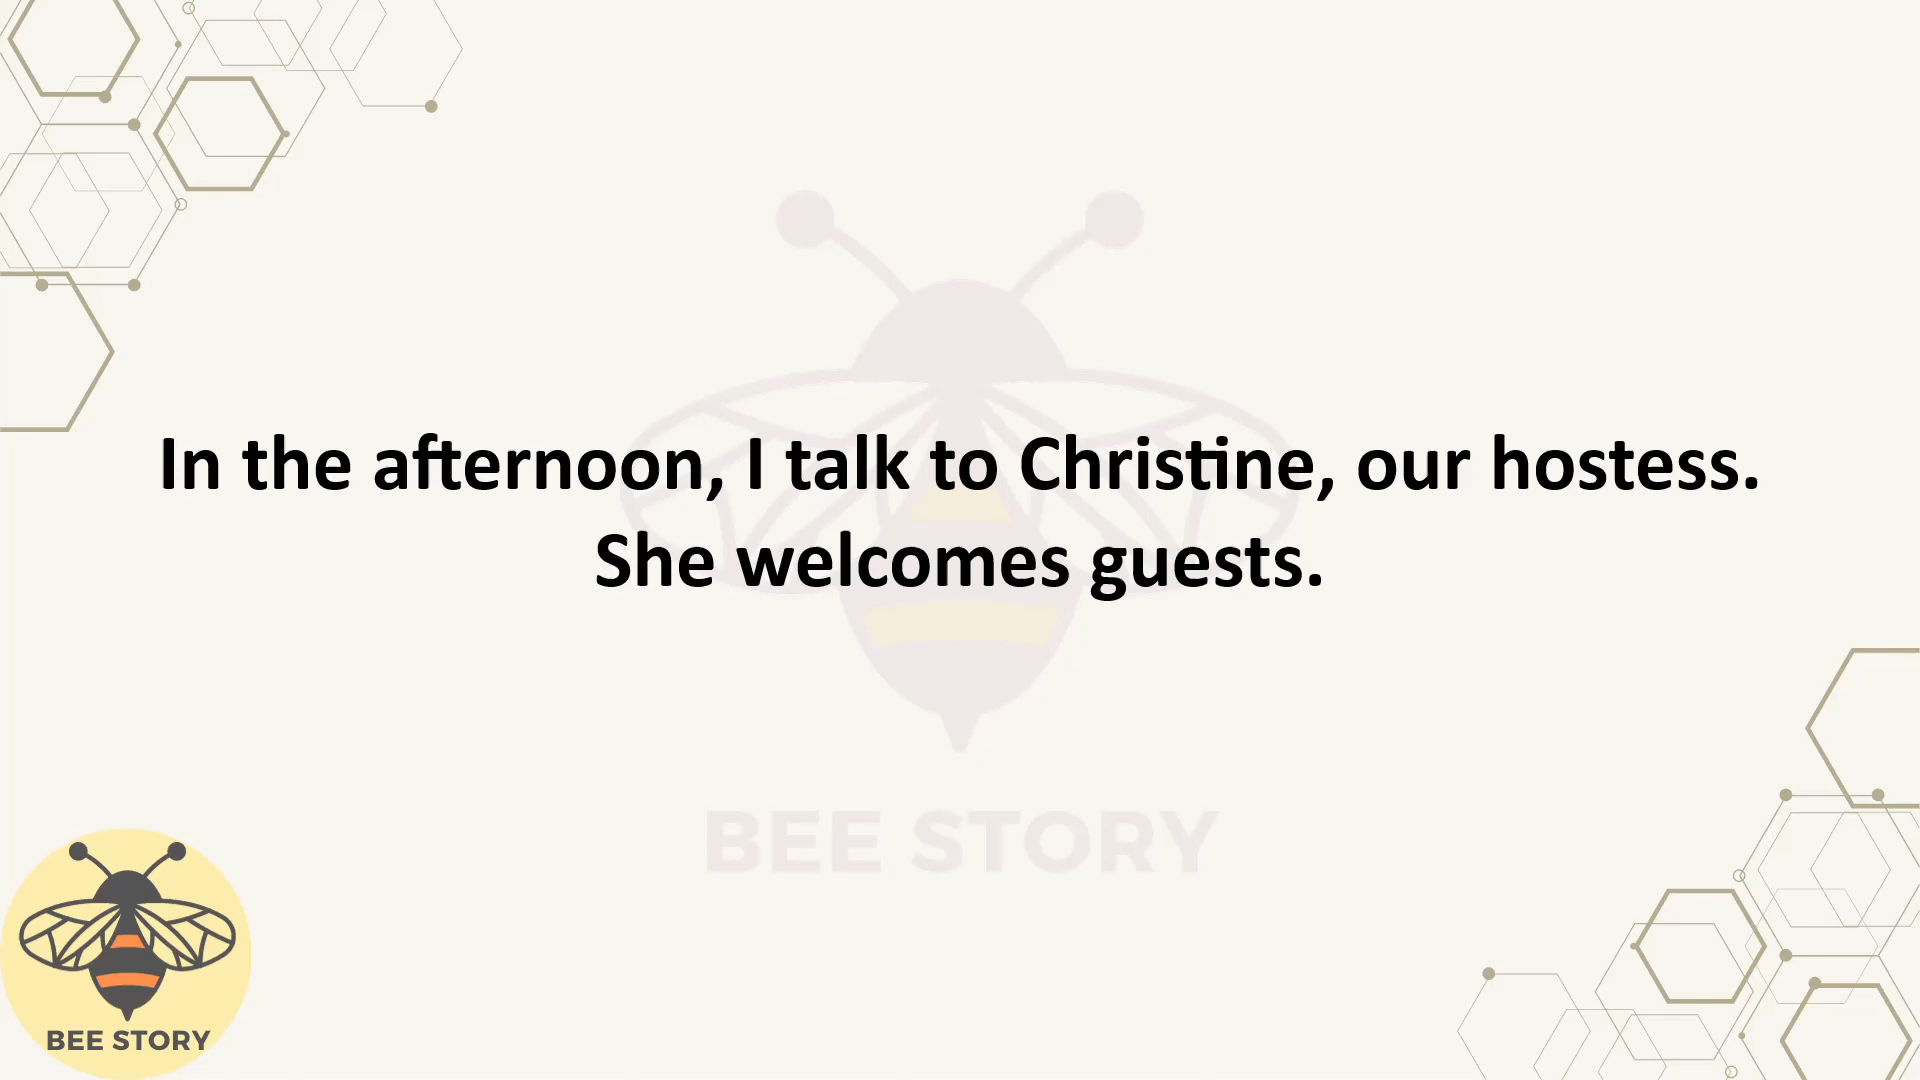 In the afternoon, I talk to Christine, our hostess.
She welcomes guests.
BEE STORY
BEE STORY